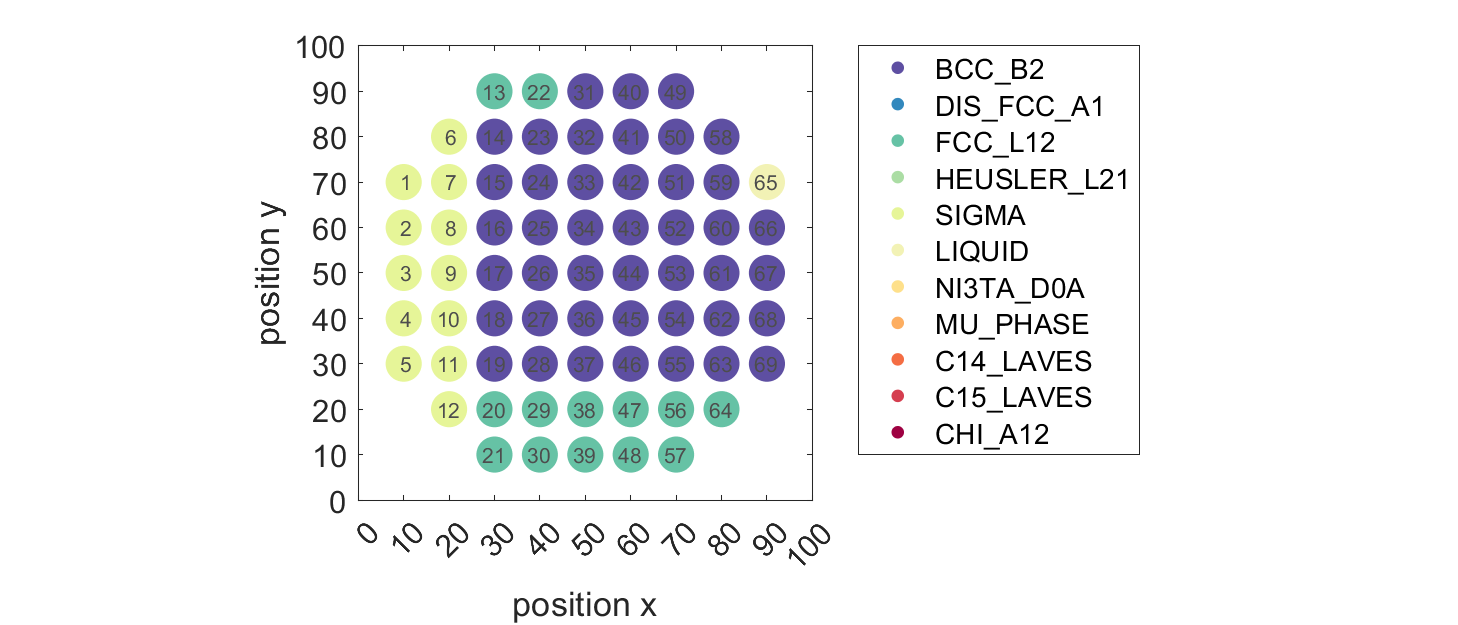 100
BCC_B2
90 13 22 31 40 49
DIS_FCC_A1
80 6 14 23 32 41 50 58
FCC_L12
70 1 7 15 24 33 42 51 59 65
HEUSLER_L21
60 2 8 16 25 34 43 52 60 66
SIGMA
LIQUID
50 3 9 17 26 35 44 53 61 67
NI3TA_D0A
40 4 10 18 27 36 45 54 62 68
MU_PHASE
30 5 11 19 28 37 46 55 63 69
C14_LAVES
20 12 20 29 38 47 56 64
C15_LAVES
10 21 30 39 48 57
CHI_A12
0
position y
0 10 20 30 40 50 60 70 80 90 100
position x